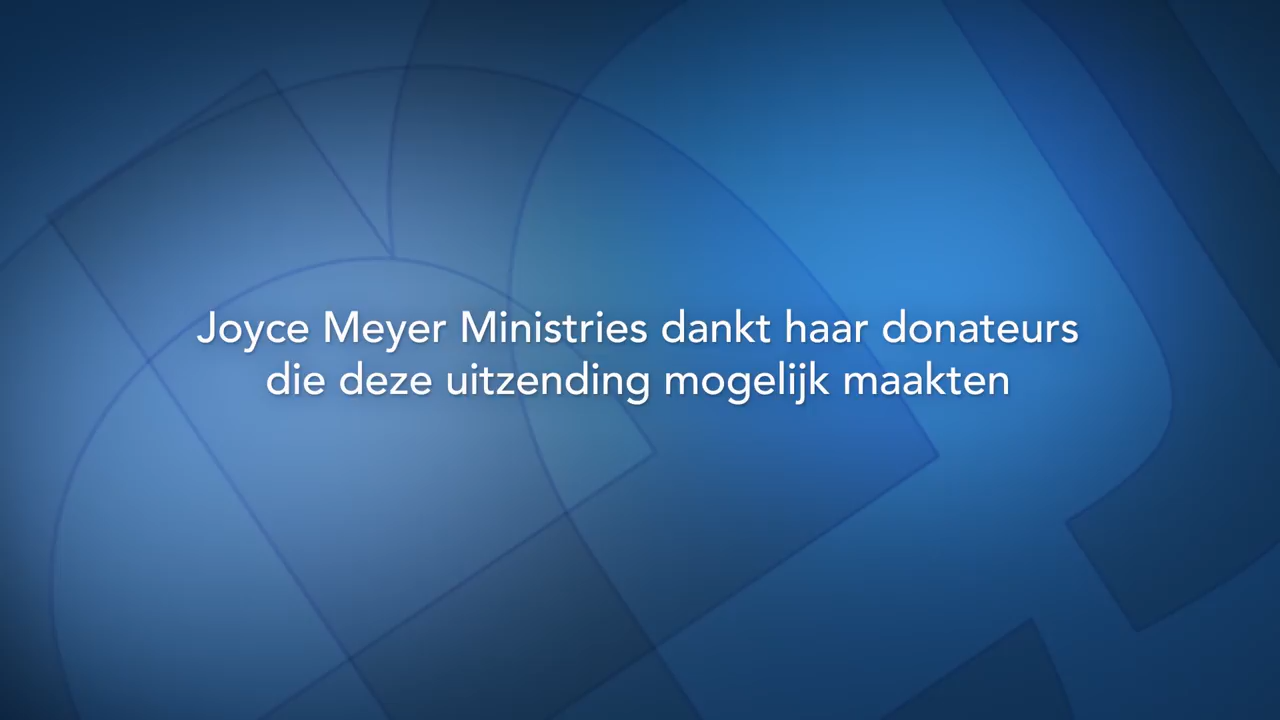 Joyce Meyer Ministries dankt haar donateurs
die deze uitzending mogelijk maakten